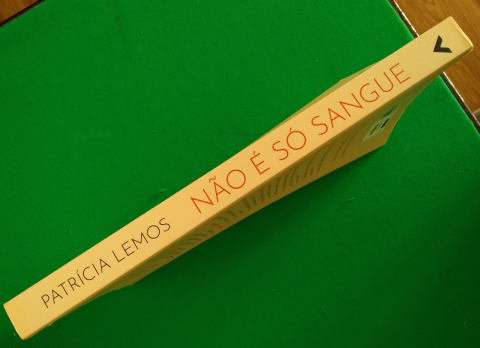 PATRÍCIA LEMOS NÃO É SÓ SANGUE